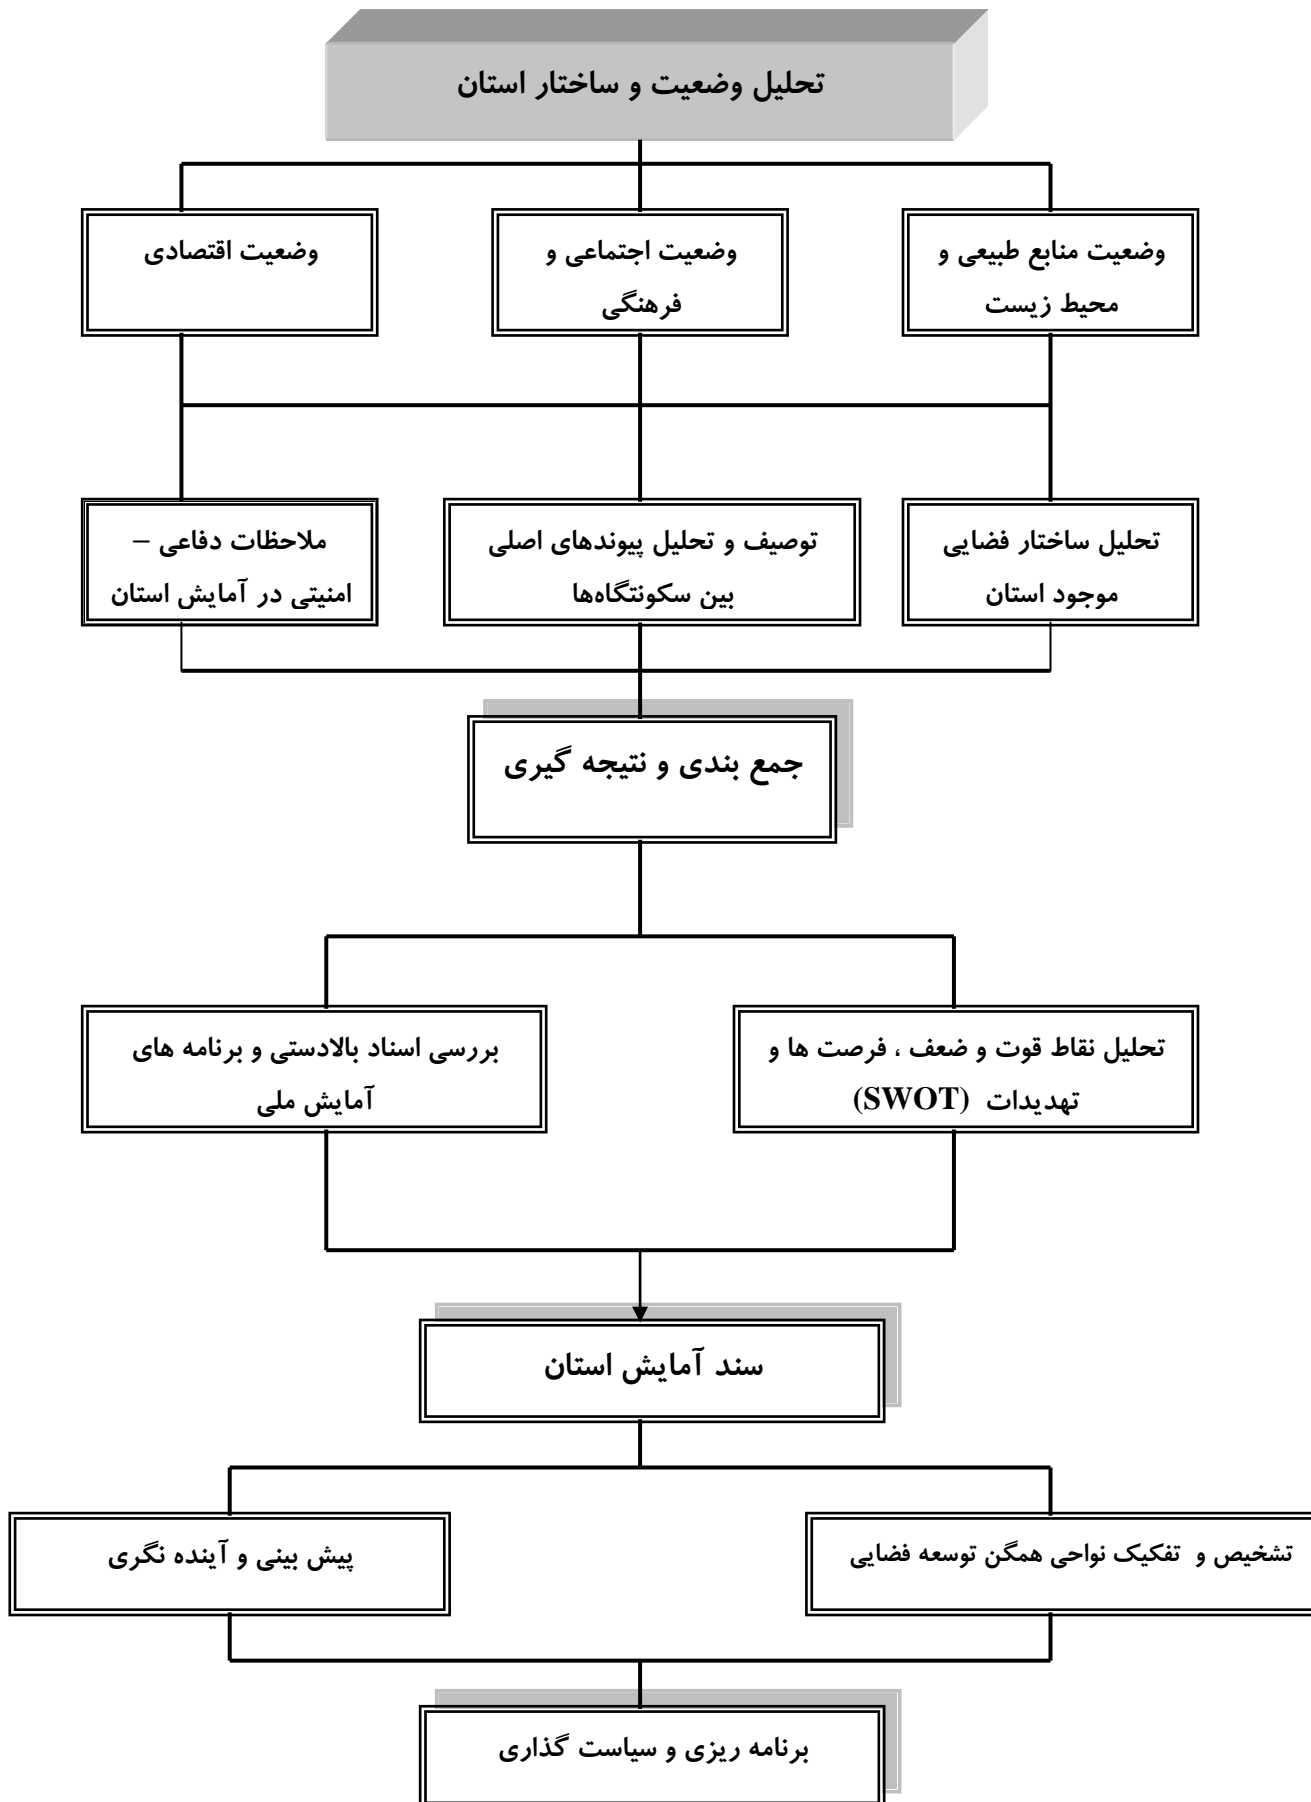 تحلیل وضعیت و ساختار استان
وضعیت منابع طبیعی و
محیط زیست
وضعیت اجتماعی و
فرهنگی
وضعیت اقتصادی
تحلیل ساختار فضایی
موجود استان
توصیف و تحلیل پیوندهای اصلی
بین سکونتگاه‌ها
ملاحظات دفاعی –
امنیتی در آمایش استان
جمع بندی و نتیجه گیری
تحلیل نقاط قوت و ضعف ، فرصت ها و
تهدیدات (SWOT)
بررسی اسناد بالادستی و برنامه های
آمایش ملی
سند آمایش استان
تشخیص و تفکیک نواحی همگن توسعه فضایی
پیش بینی و آینده نگری
برنامه ریزی و سیاست گذاری